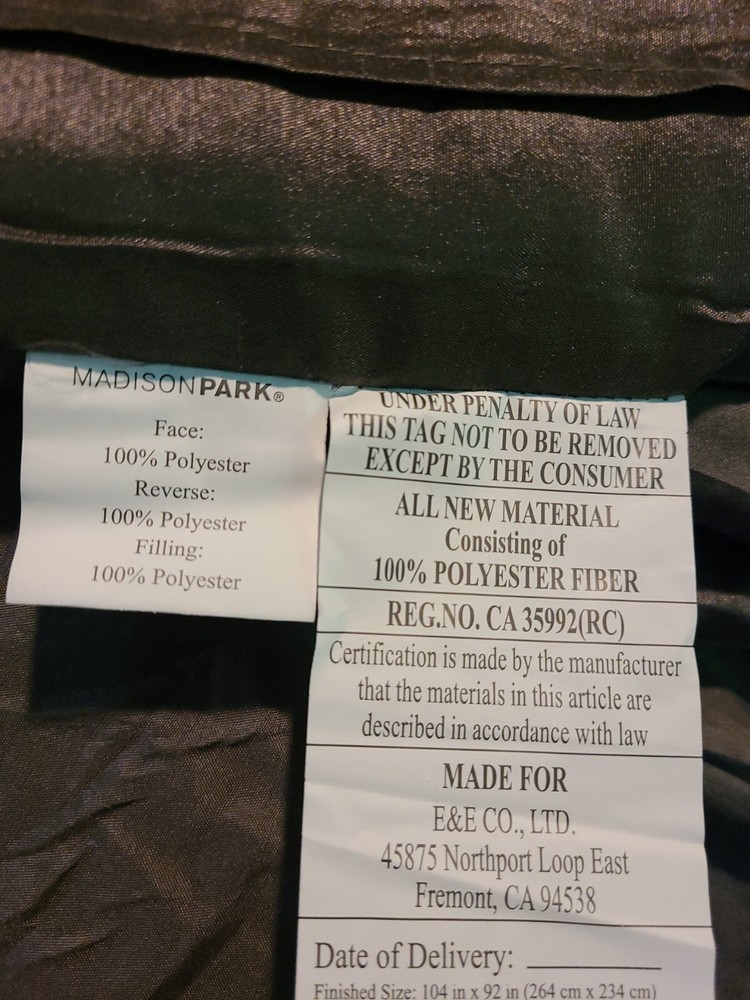 MADISONPARK®
Face:
100% Polyester
Reverse:
100% Polyester
Filling:
100% Polyester
UNDER PENALTY OF LAW
THIS TAG NOT TO BE REMOVED
EXCEPT BY THE CONSUMER
ALL NEW MATERIAL
Consisting of
100% POLYESTER FIBER
REG.NO. CA 35992(RC)
Certification is made by the manufacturer
that the materials in this article are
described in accordance with law
MADE FOR
E&E CO., LTD.
45875 Northport Loop East
Fremont, CA 94538
Date of Delivery: ________
Finished Size: 104 in x 92 in (264 cm x 234 cm)